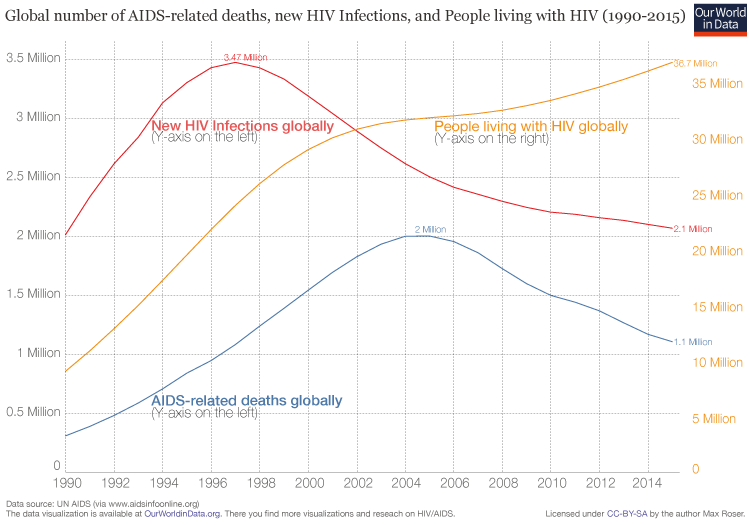 Global number of AIDS-related deaths, new HIV Infections, and People living with HIV (1990-2015)
Our World
in Data
3.5 Million
3 Million
2.5 Million
2 Million
1.5 Million
1 Million
0.5 Million
0
3.47 Million
New HIV Infections globally
(Y-axis on the left)
People living with HIV globally
(Y-axis on the right)
2 Million
AIDS-related deaths globally
(Y-axis on the left)
36.7 Million
2.1 Million
1.1 Million
35 Million
30 Million
25 Million
20 Million
15 Million
10 Million
5 Million
0
1990 1992 1994 1996 1998 2000 2002 2004 2006 2008 2010 2012 2014
Data source: UN AIDS (via www.aidsinfoonline.org)
The data visualization is available at OurWorldinData.org. There you find more visualizations and reseach on HIV/AIDS.
Licensed under CC-BY-SA by the author Max Roser.